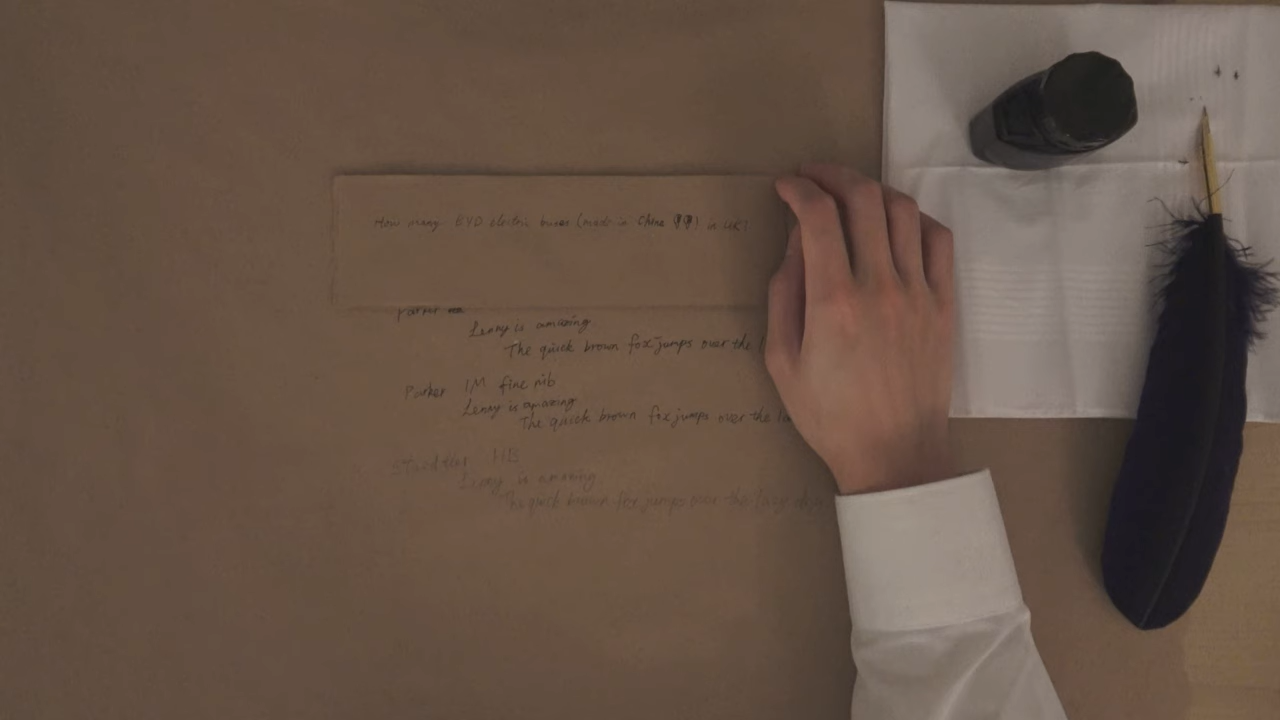 How many BYD electric buses (made in China) in UK?
Parker
Lenny is amazing.
The quick brown fox jumps over the
Parker IM fine nib
Lenny is amazing
The quick brown fox jumps over the la
Staedtler HB
Lenny is amazing
The quick brown fox jumps over the lazy dog